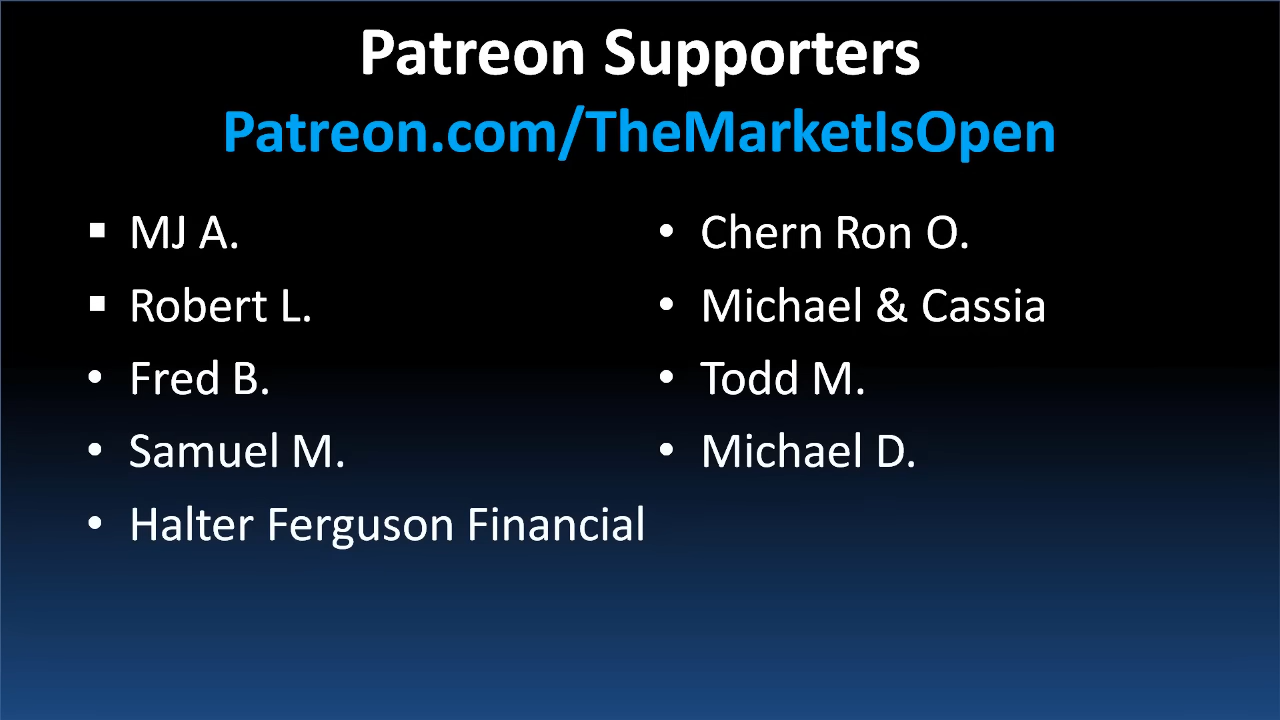 Patreon Supporters
Patreon.com/TheMarketIsOpen
▪ MJ A.
▪ Robert L.
• Fred B.
• Samuel M.
• Halter Ferguson Financial
• Chern Ron O.
• Michael & Cassia
• Todd M.
• Michael D.